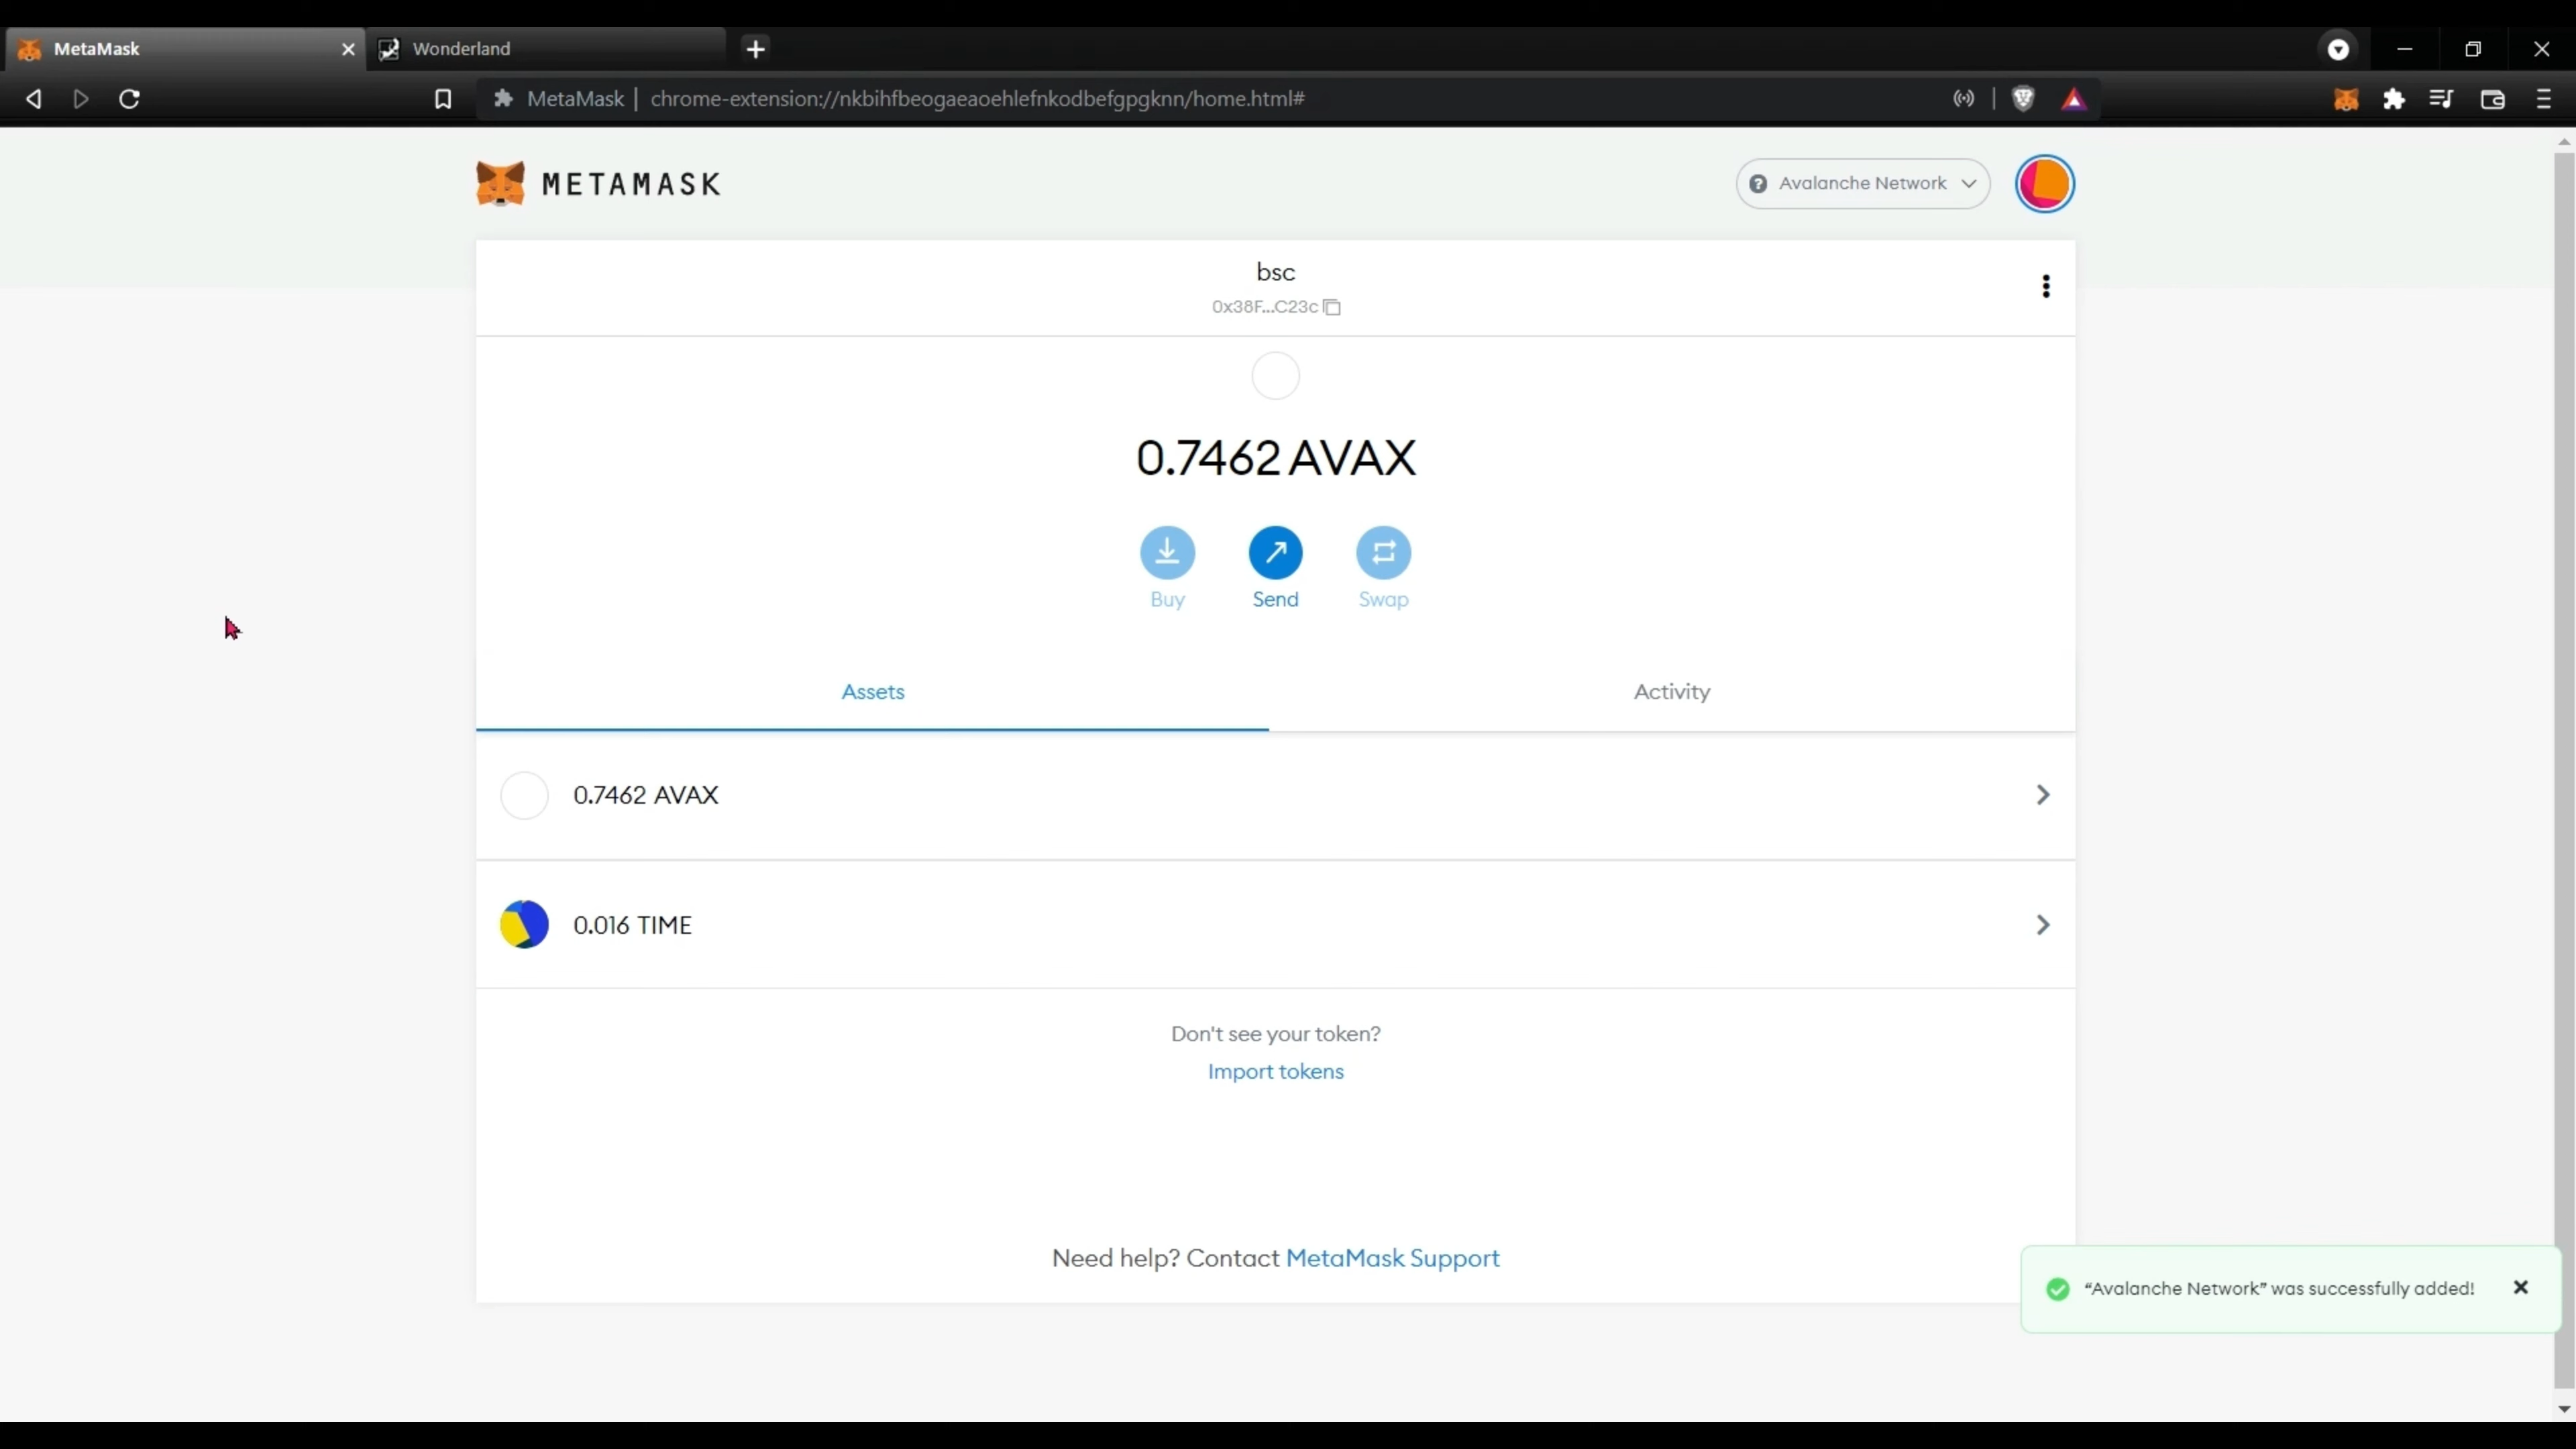 MetaMask
Wonderland
MetaMask | chrome-extension://nkbihfbeogaeaoehlefnkodbefgpgknn/home.html#
METAMASK
Avalanche Network
bsc
0x38F...C23c
0.7462 AVAX
Buy
Send
Swap
Assets
Activity
0.7462 AVAX
0.016 TIME
Don't see your token?
Import tokens
Need help? Contact MetaMask Support
“Avalanche Network” was successfully added!